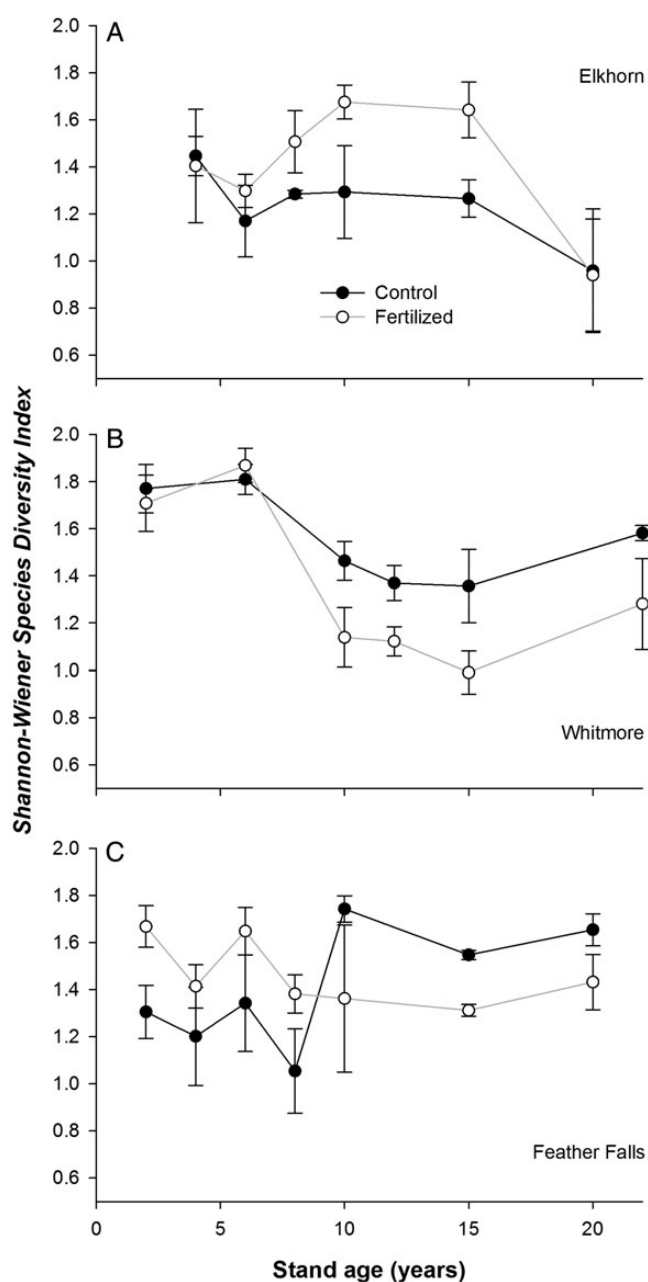 A
Elkhorn
2.0
1.8
1.6
1.4
1.2
1.0
0.8
0.6
Control
Fertilized
Shannon-Wiener Species Diversity Index
B
2.0
1.8
1.6
1.4
1.2
1.0
0.8
0.6
Whitmore
C
2.0
1.8
1.6
1.4
1.2
1.0
0.8
0.6
Feather Falls
0 5 10 15 20
Stand age (years)